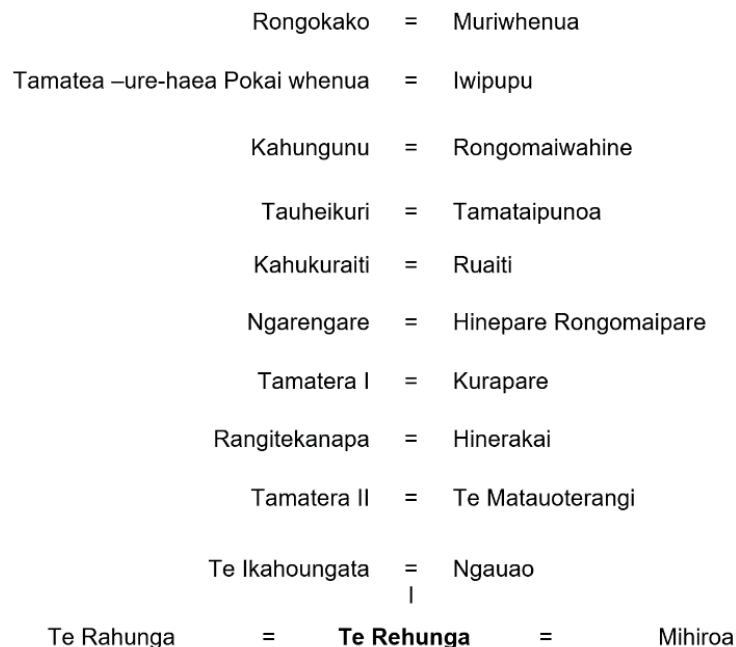 Rongokako = Muriwhenua
Tamatea –ure-haea Pokai whenua = Iwipupu
Kahungunu = Rongomaiwahine
Tauheikuri = Tamataipunoa
Kahukuraiti = Ruaiti
Ngarengare = Hinepare Rongomaipare
Tamatera I = Kurapare
Rangitekanapa = Hinerakai
Tamatera II = Te Matauoterangi
Te Ikahoungata = Ngauao
I
Te Rahunga = Te Rehunga = Mihiroa